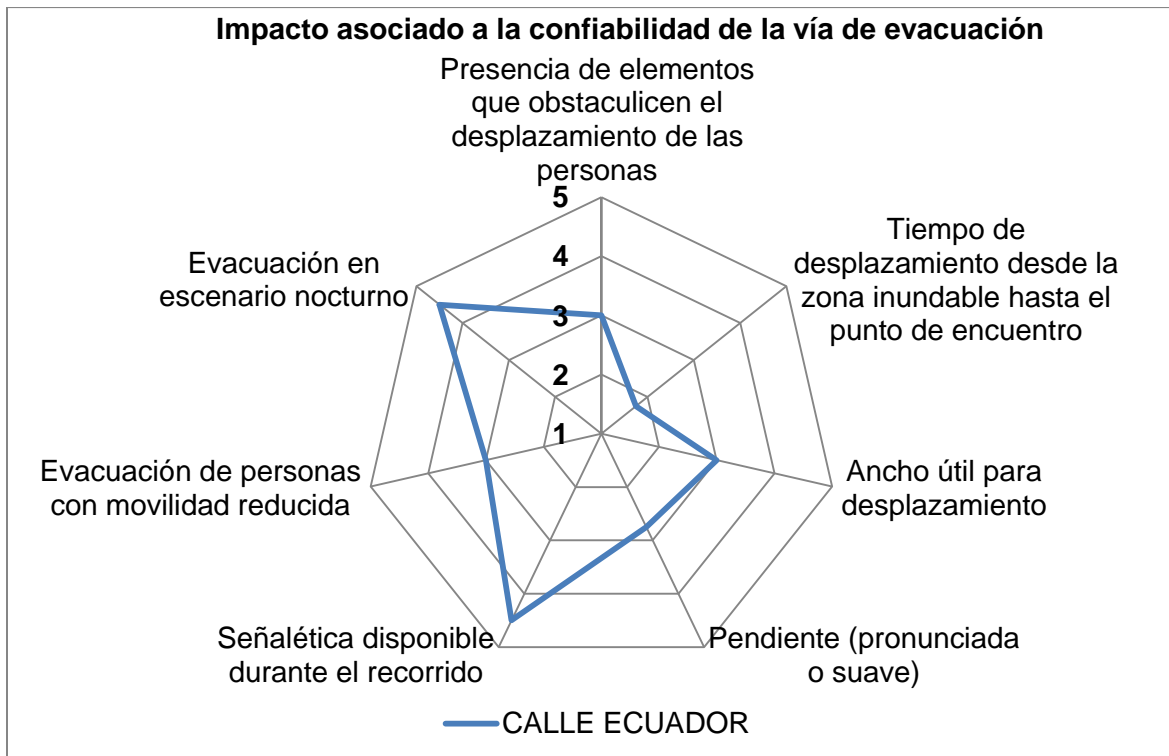 Impacto asociado a la confiabilidad de la vía de evacuación
Presencia de elementos
que obstaculicen el
desplazamiento de las
personas
5
4
3
2
1
Tiempo de
desplazamiento desde la
zona inundable hasta el
punto de encuentro
Ancho útil para
desplazamiento
Pendiente (pronunciada
o suave)
Señalética disponible
durante el recorrido
Evacuación de personas
con movilidad reducida
Evacuación en
escenario nocturno
CALLE ECUADOR